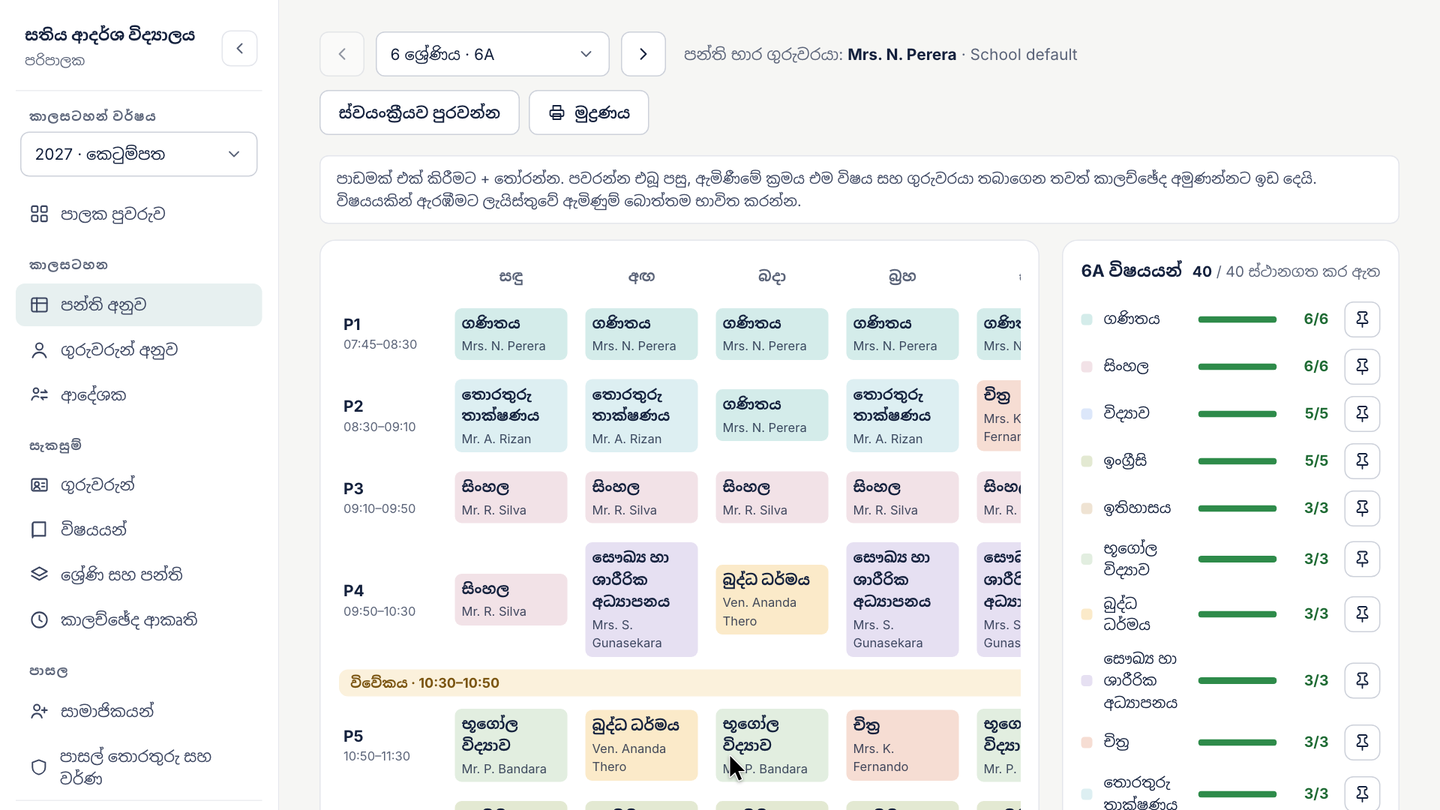 සතිය ආදර්ශ විද්‍යාලය
පරිපාලක
කාලසටහන් වර්ෂය
2027 · කෙටුම්පත
පාලක පුවරුව
කාලසටහන
පන්ති අනුව
ගුරුවරුන් අනුව
ආදේශක
සැකසුම්
ගුරුවරුන්
විෂයයන්
ශ්‍රේණි සහ පන්ති
කාලච්ඡේද ආකෘති
පාසල
සාමාජිකයන්
පාසල් තොරතුරු සහ
වර්ණ
6 ශ්‍රේණිය · 6A
පන්ති භාර ගුරුවරයා: Mrs. N. Perera · School default
ස්වයංක්‍රීයව පුරවන්න
මුද්‍රණය
පාඩමක් එක් කිරීමට + තෝරන්න. පවරන්න එබූ පසු, ඇමිණීමේ ක්‍රමය එම විෂය සහ ගුරුවරයා තබාගෙන තවත් කාලච්ඡේද අමුණන්නට ඉඩ දෙයි.
විෂයයකින් ඇරඹීමට ලැයිස්තුවේ ඇමිණුම් බොත්තම භාවිත කරන්න.
සඳු අඟ බදා බ්‍රහ
P1
07:45–08:30
ගණිතය ගණිතය ගණිතය ගණිතය
Mrs. N. Perera Mrs. N. Perera Mrs. N. Perera Mrs. N. Perera Mrs. N
P2
08:30–09:10
තොරතුරු තාක්ෂණය
Mr. A. Rizan
තොරතුරු තාක්ෂණය
Mr. A. Rizan
ගණිතය
Mrs. N. Perera
තොරතුරු තාක්ෂණය
Mr. A. Rizan
චිත්‍ර
Mrs. K
Fernan
P3
09:10–09:50
සිංහල සිංහල සිංහල සිංහල
Mr. R. Silva Mr. R. Silva Mr. R. Silva Mr. R. Silva Mr. R.
P4
09:50–10:30
සිංහල
Mr. R. Silva
සෞඛ්‍ය හා
ශාරීරික
අධ්‍යාපනය
Mrs. S.
Gunasekara
බුද්ධ ධර්මය
Ven. Ananda
Thero
සෞඛ්‍ය හා
ශාරීරික
අධ්‍යාපනය
Mrs. S.
Gunasekara
Mrs. S
Gunas
විවේකය · 10:30–10:50
P5
10:50–11:30
භූගෝල
විද්‍යාව
Mr. P. Bandara
බුද්ධ ධර්මය
Ven. Ananda
Thero
භූගෝල
විද්‍යාව
P. Bandara
චිත්‍ර
Mrs. K.
Fernando
Mr. P.
6A විෂයයන් 40 / 40 ස්ථානගත කර ඇත
ගණිතය 6/6
සිංහල 6/6
විද්‍යාව 5/5
ඉංග්‍රීසි 5/5
ඉතිහාසය 3/3
භූගෝල
විද්‍යාව 3/3
බුද්ධ
ධර්මය 3/3
සෞඛ්‍ය හා
ශාරීරික
අධ්‍යාපනය 3/3
චිත්‍ර 3/3
තොරතුරු
තාක්ෂණය 3/3